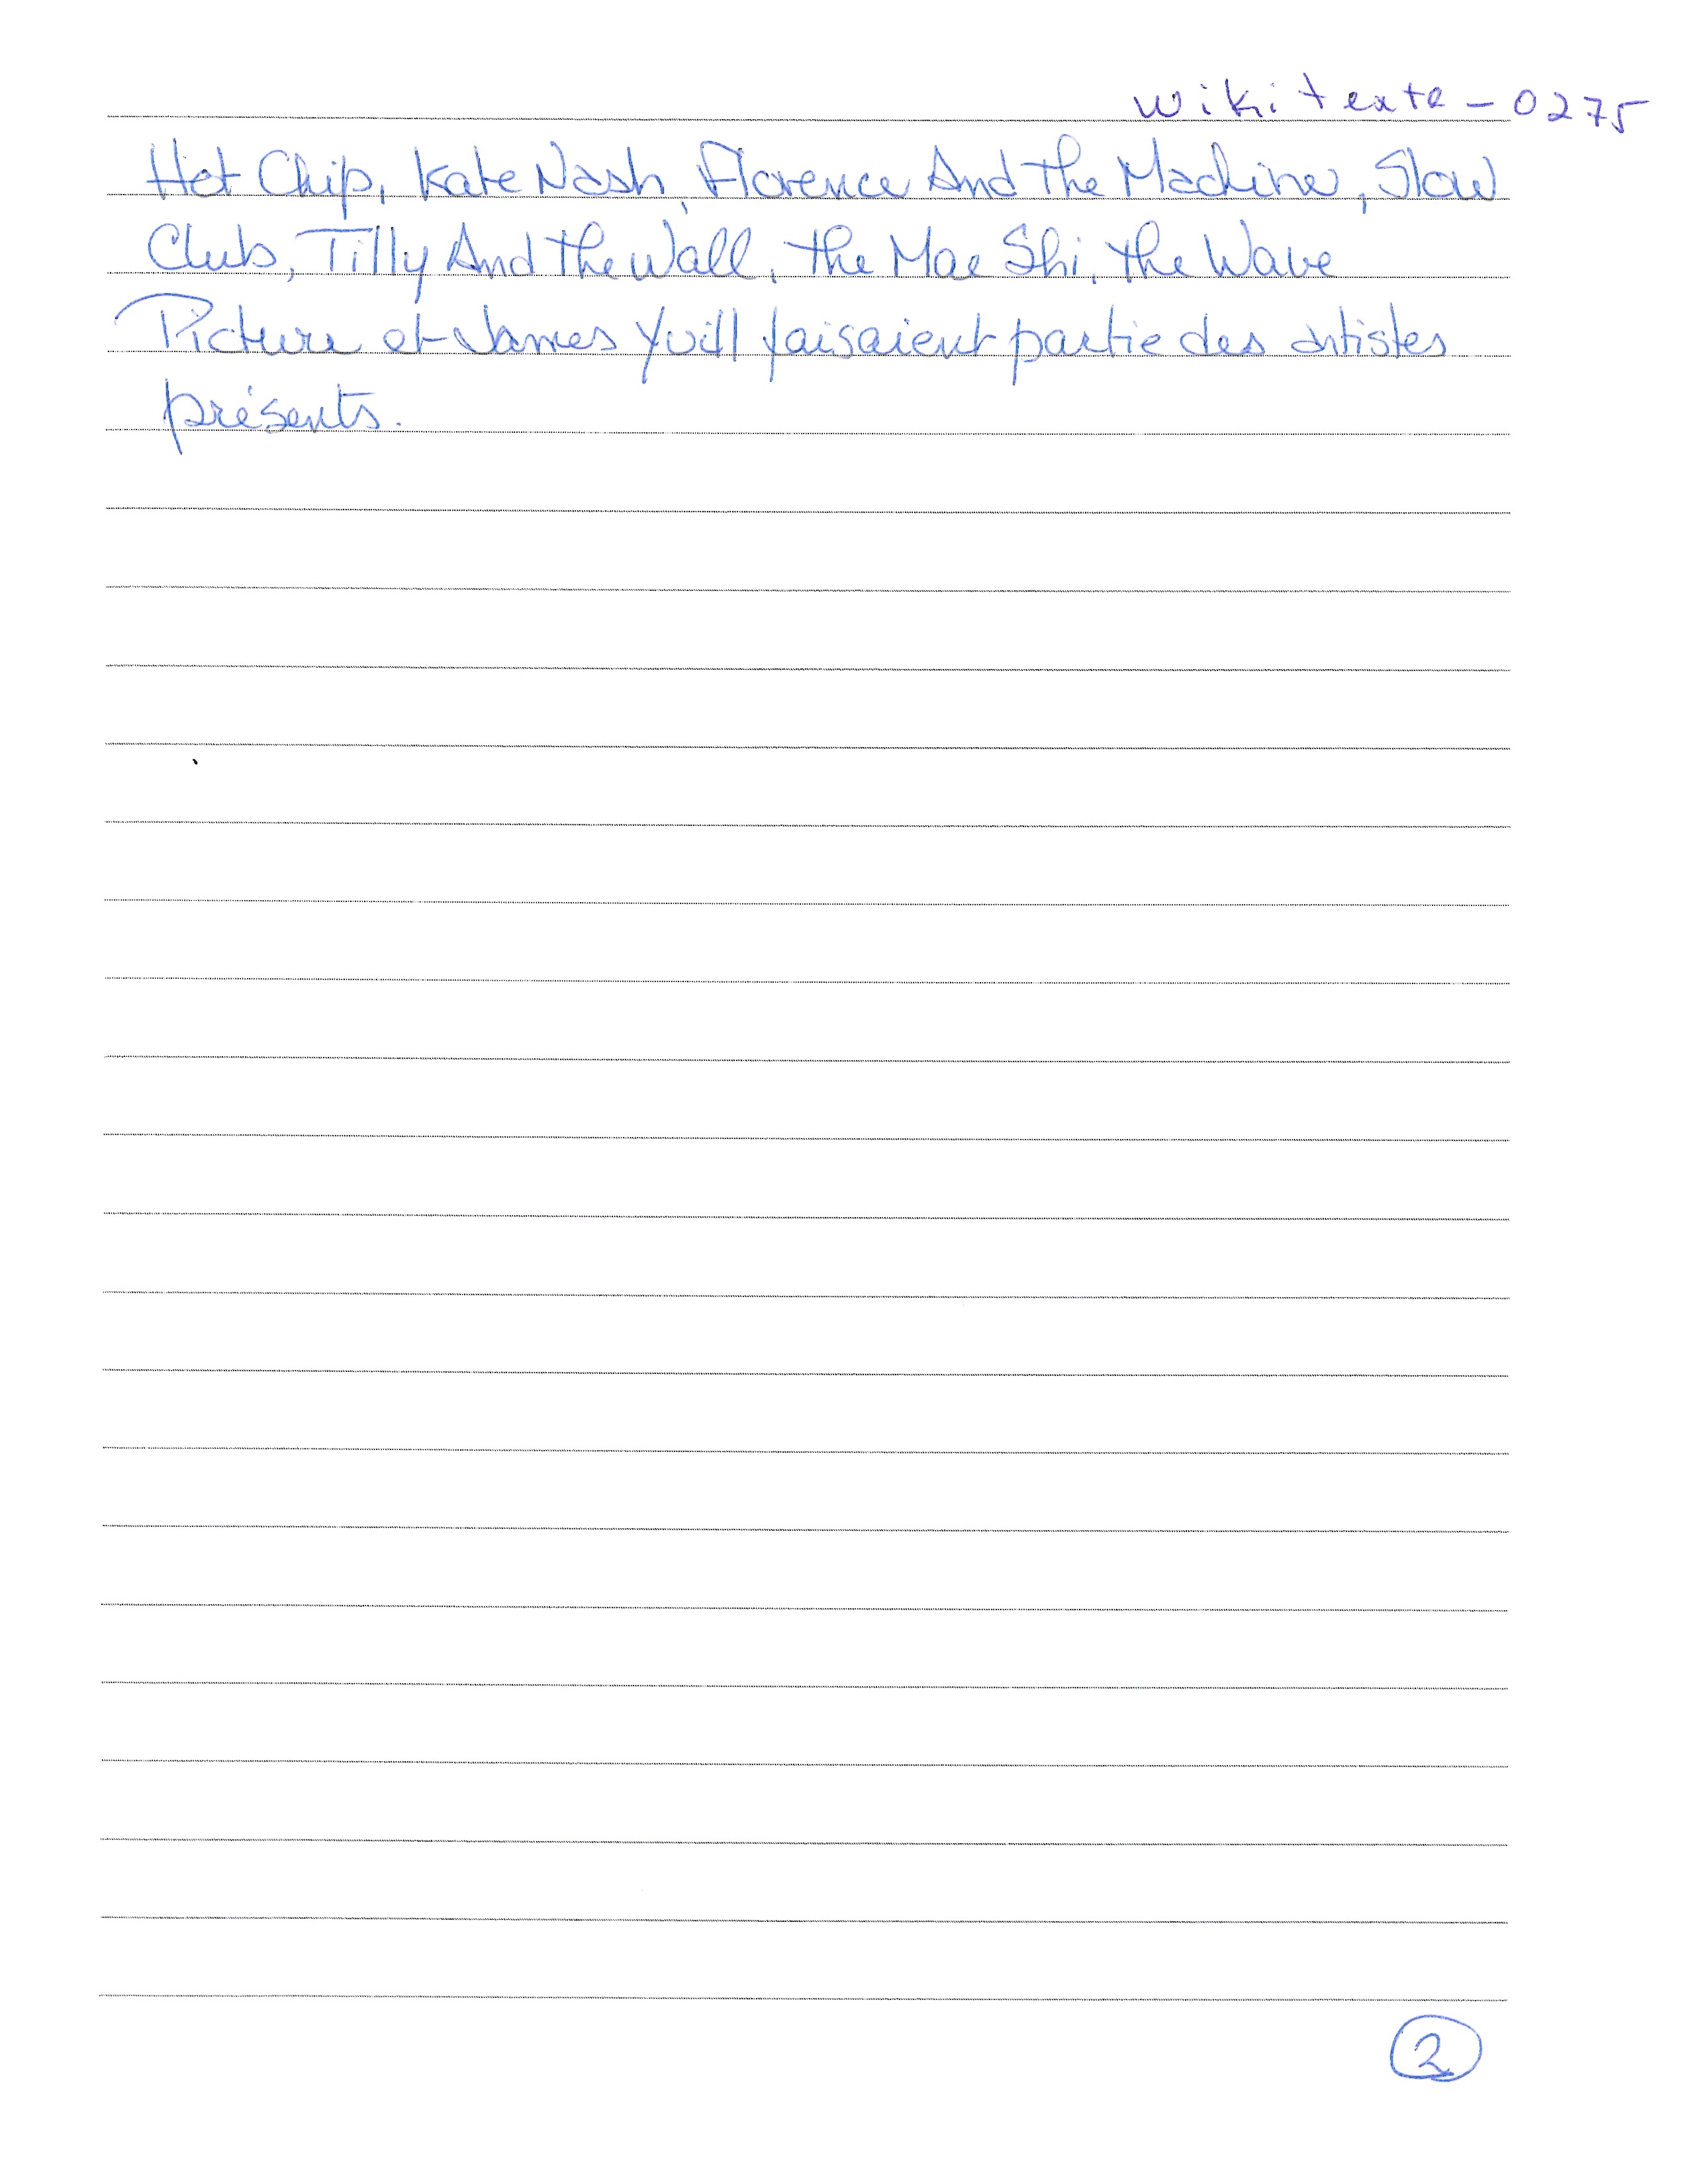 wikitexte - 0275
Hot Chip, Kate Nash, Florence And The Machine, Slow
Club, Tilly And The Wall, The Mae Shi, The Wave
Picture et James Yuill faisaient partie des artistes
présents.
2